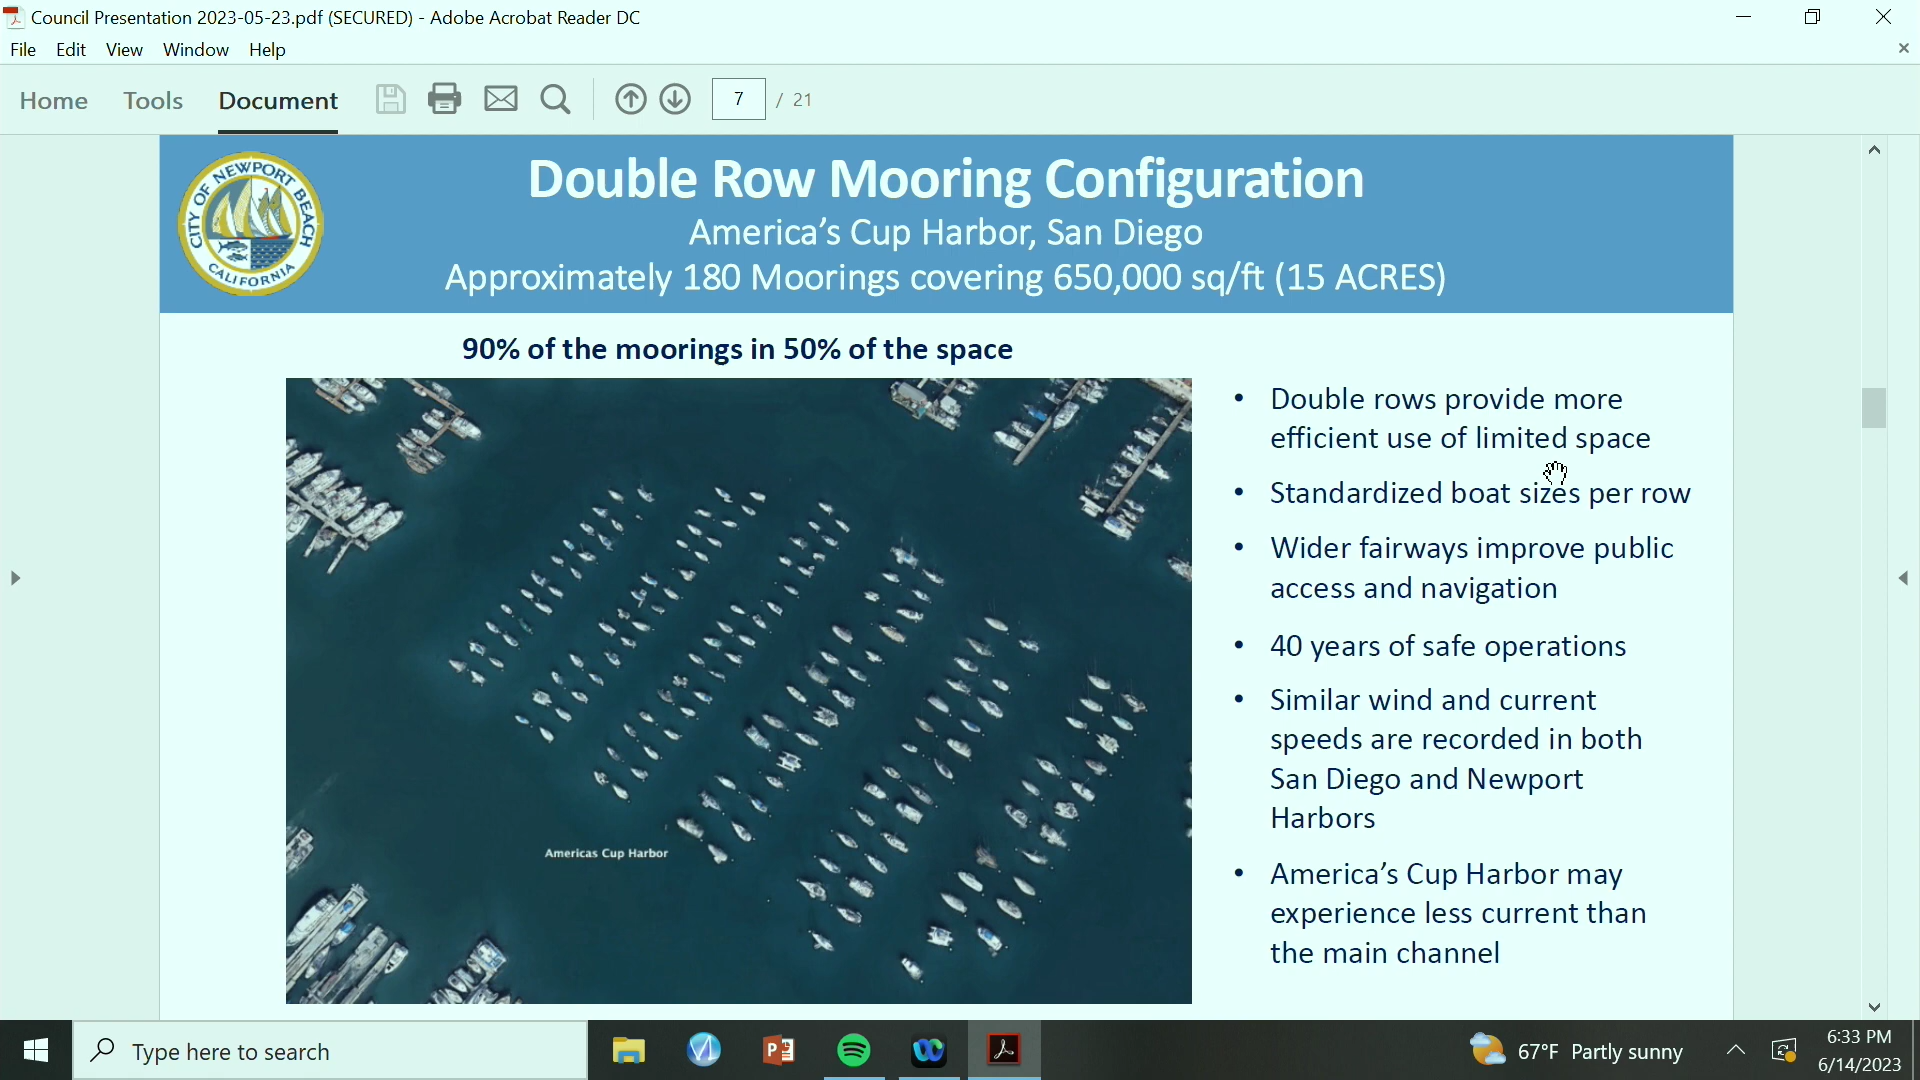 Council Presentation 2023-05-23.pdf (SECURED) - Adobe Acrobat Reader DC
File Edit View Window Help
Home Tools Document 7 / 21
CITY OF NEWPORT BEACH
CALIFORNIA
Double Row Mooring Configuration
America's Cup Harbor, San Diego
Approximately 180 Moorings covering 650,000 sq/ft (15 ACRES)
90% of the moorings in 50% of the space
Americas Cup Harbor
• Double rows provide more
efficient use of limited space
• Standardized boat sizes per row
• Wider fairways improve public
access and navigation
• 40 years of safe operations
• Similar wind and current
speeds are recorded in both
San Diego and Newport
Harbors
• America's Cup Harbor may
experience less current than
the main channel
Type here to search
67°F Partly sunny
6:33 PM
6/14/2023